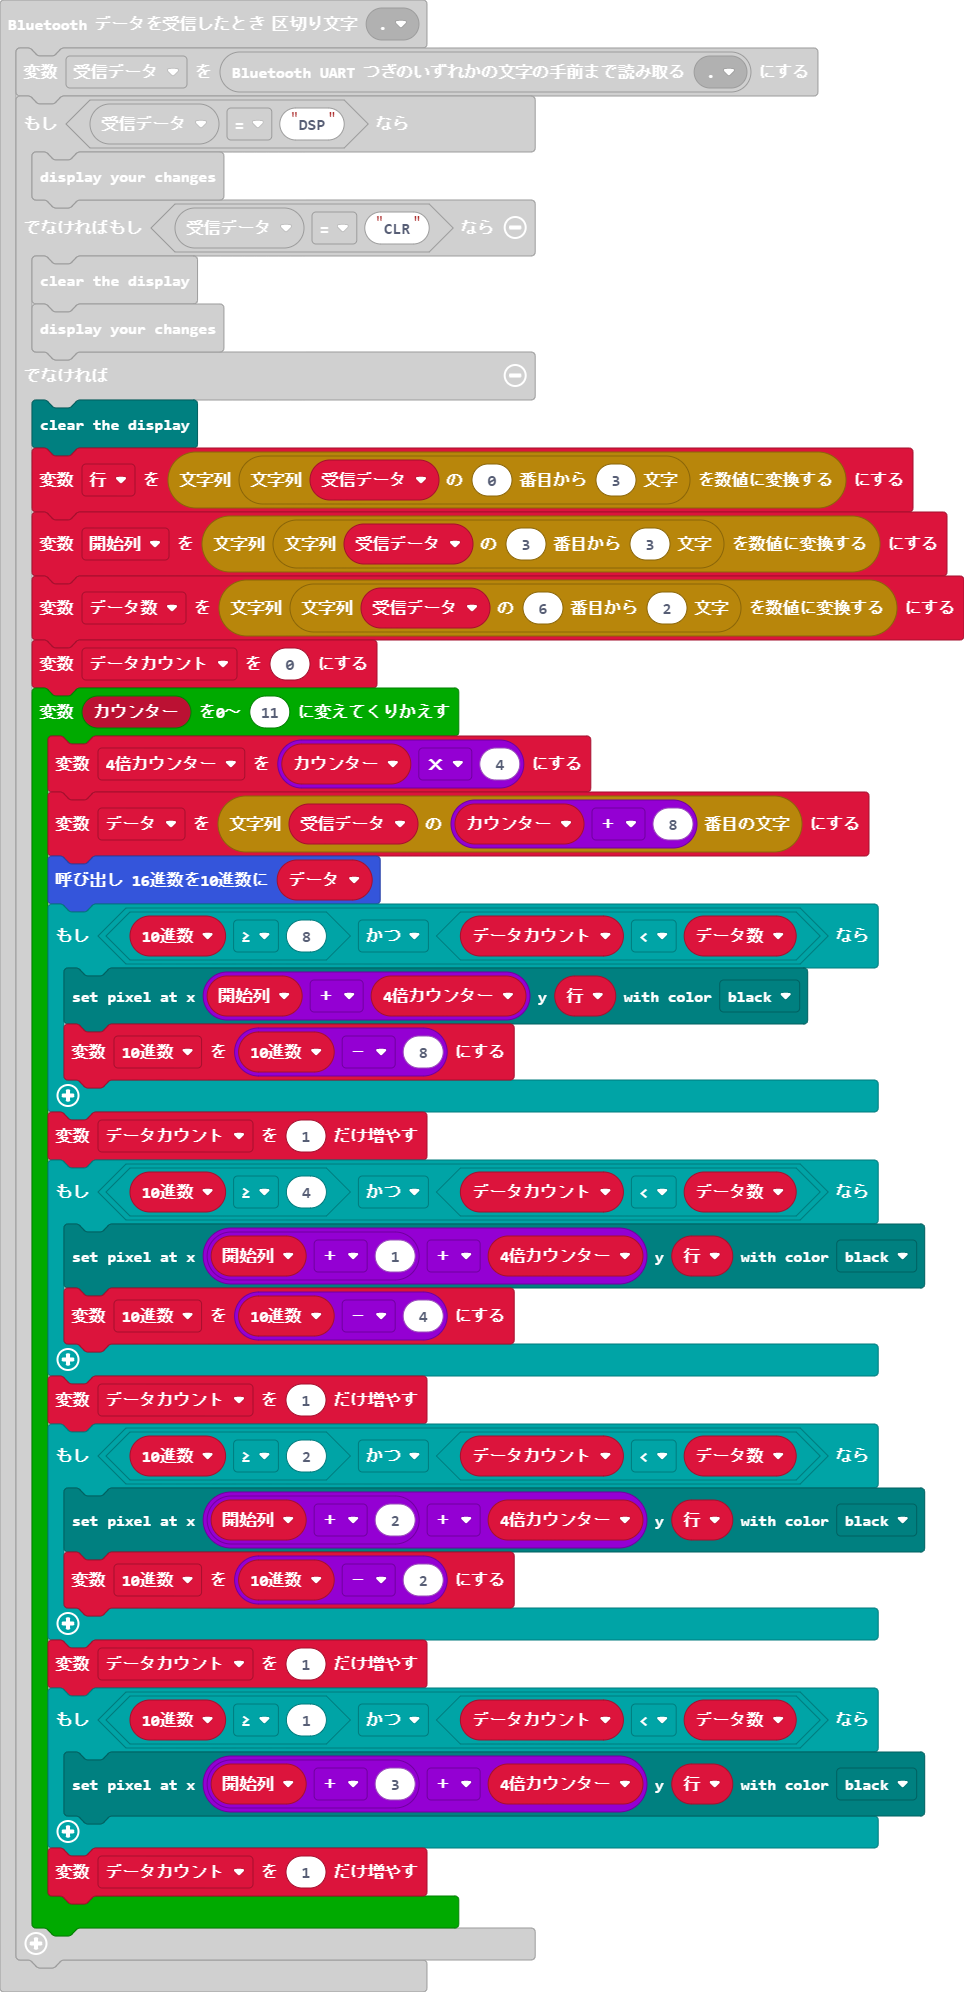 Bluetooth データを受信したとき 区切り文字 .
変数 受信データ を Bluetooth UART つぎのいずれかの文字の手前まで読み取る . にする
もし 受信データ = "DSP" なら
display your changes
でなければもし 受信データ = "CLR" なら
clear the display
display your changes
でなければ
clear the display
変数 行 を 文字列 文字列 受信データ の 0 番目から 3 文字 を数値に変換する にする
変数 開始列 を 文字列 文字列 受信データ の 3 番目から 3 文字 を数値に変換する にする
変数 データ数 を 文字列 文字列 受信データ の 6 番目から 2 文字 を数値に変換する にする
変数 データカウント を 0 にする
変数 カウンター を0～ 11 に変えてくりかえす
変数 4倍カウンター を カウンター × 4 にする
変数 データ を 文字列 受信データ の カウンター + 8 番目の文字 にする
呼び出し 16進数を10進数に データ
もし 10進数 ≥ 8 かつ データカウント < データ数 なら
set pixel at x 開始列 + 4倍カウンター y 行 with color black
変数 10進数 を 10進数 - 8 にする
変数 データカウント を 1 だけ増やす
もし 10進数 ≥ 4 かつ データカウント < データ数 なら
set pixel at x 開始列 + 1 + 4倍カウンター y 行 with color black
変数 10進数 を 10進数 - 4 にする
変数 データカウント を 1 だけ増やす
もし 10進数 ≥ 2 かつ データカウント < データ数 なら
set pixel at x 開始列 + 2 + 4倍カウンター y 行 with color black
変数 10進数 を 10進数 - 2 にする
変数 データカウント を 1 だけ増やす
もし 10進数 ≥ 1 かつ データカウント < データ数 なら
set pixel at x 開始列 + 3 + 4倍カウンター y 行 with color black
変数 データカウント を 1 だけ増やす